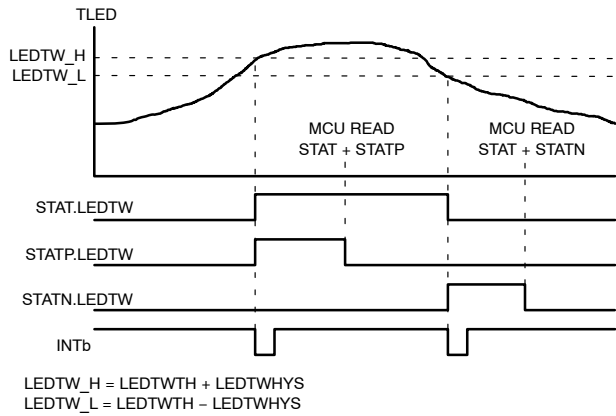 TLED
LEDTW_H
LEDTW_L
MCU READ
STAT + STATP
MCU READ
STAT + STATN
STAT.LEDTW
STATP.LEDTW
STATN.LEDTW
INTb
LEDTW_H = LEDTWTH + LEDTWHYS
LEDTW_L = LEDTWTH − LEDTWHYS